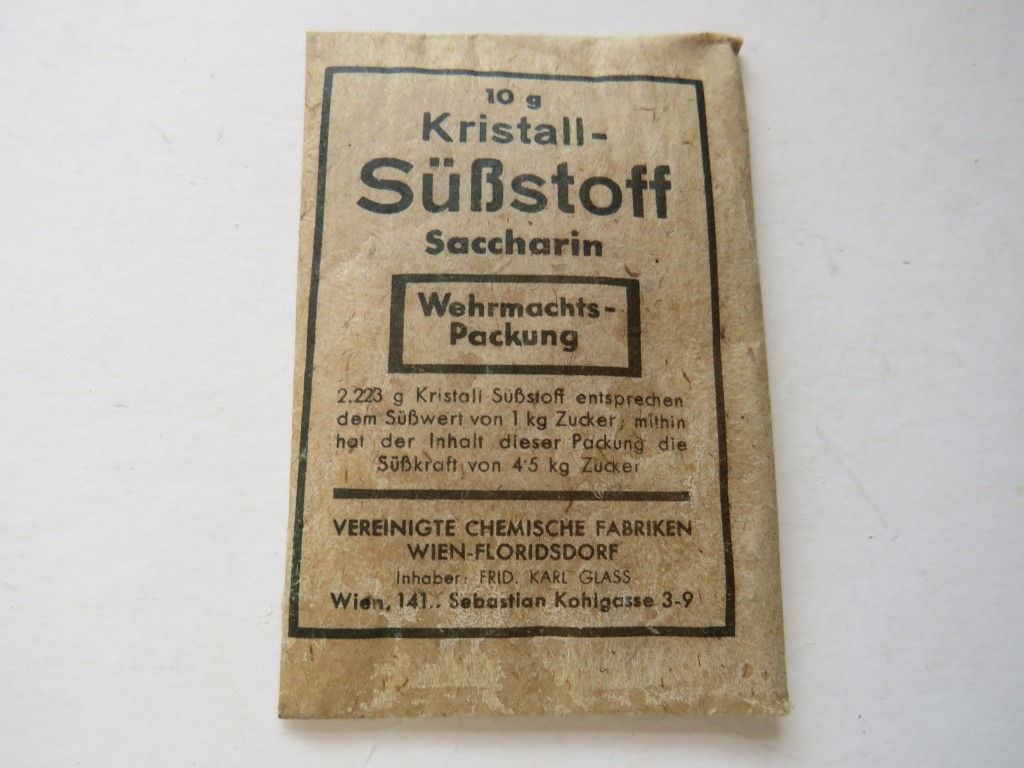 10 g
Kristall-
Süßstoff
Saccharin
Wehrmachts-
Packung
2.223 g Kristall Süßstoff entsprechen
dem Süßwert von 1 kg Zucker; mithin
hat der Inhalt dieser Packung die
Süßkraft von 4·5 kg Zucker
VEREINIGTE CHEMISCHE FABRIKEN
WIEN-FLORIDSDORF
Inhaber: FRID. KARL GLASS
Wien, 141., Sebastian Kohlgasse 3-9